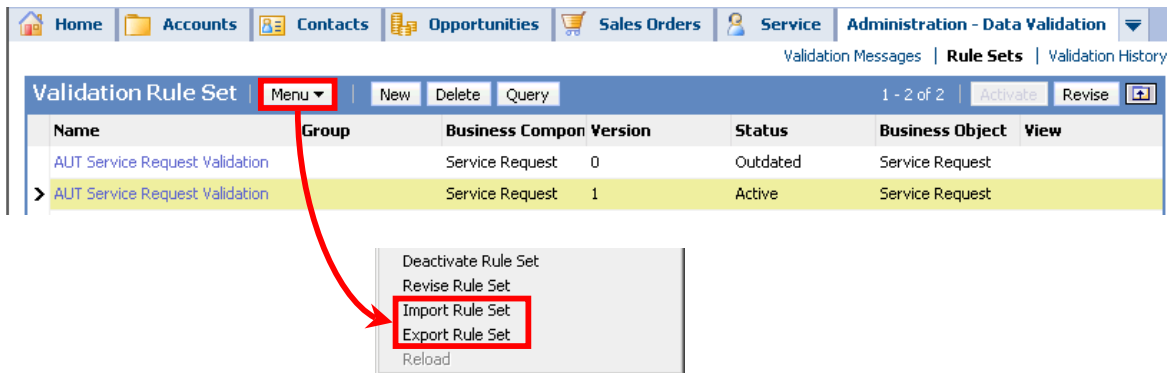 Home Accounts Contacts Opportunities Sales Orders Service Administration - Data Validation
Validation Messages | Rule Sets | Validation History
Validation Rule Set | Menu | New Delete Query 1 - 2 of 2 | Activate Revise
Name Group Business Compon Version Status Business Object View
AUT Service Request Validation Service Request 0 Outdated Service Request
AUT Service Request Validation Service Request 1 Active Service Request
Deactivate Rule Set
Revise Rule Set
Import Rule Set
Export Rule Set
Reload